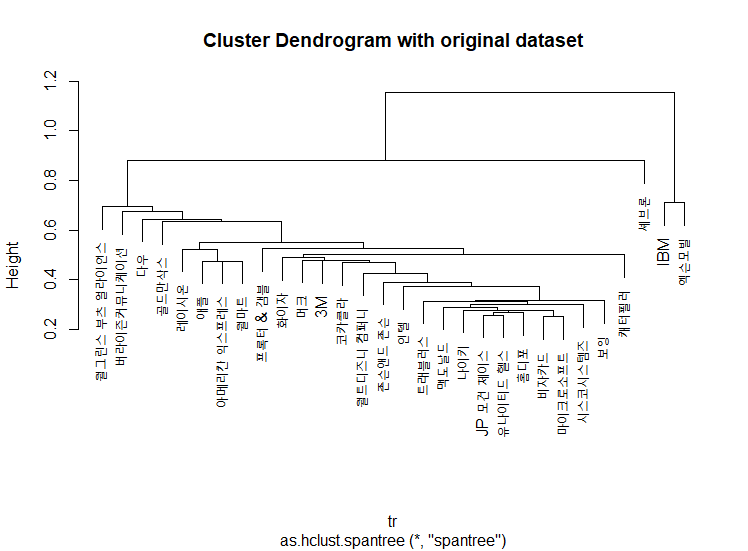 Cluster Dendrogram with original dataset
Height
1.2
1.0
0.8
0.6
0.4
0.2
월그린스 부츠 얼라이언스
버라이즌커뮤니케이션
다우
골드만삭스
레이시온
애플
아메리칸 익스프레스
월마트
프록터 & 갬블
화이자
머크
3M
코카콜라
월트디즈니 컴퍼니
존슨앤드 존슨
인텔
트래블러스
맥도날드
나이키
JP 모건 체이스
유나이티드 헬스
홈디포
비자카드
마이크로소프트
시스코시스템즈
보잉
캐터필러
셰브론
IBM
엑슨모빌
tr
as.hclust.spantree (*, "spantree")